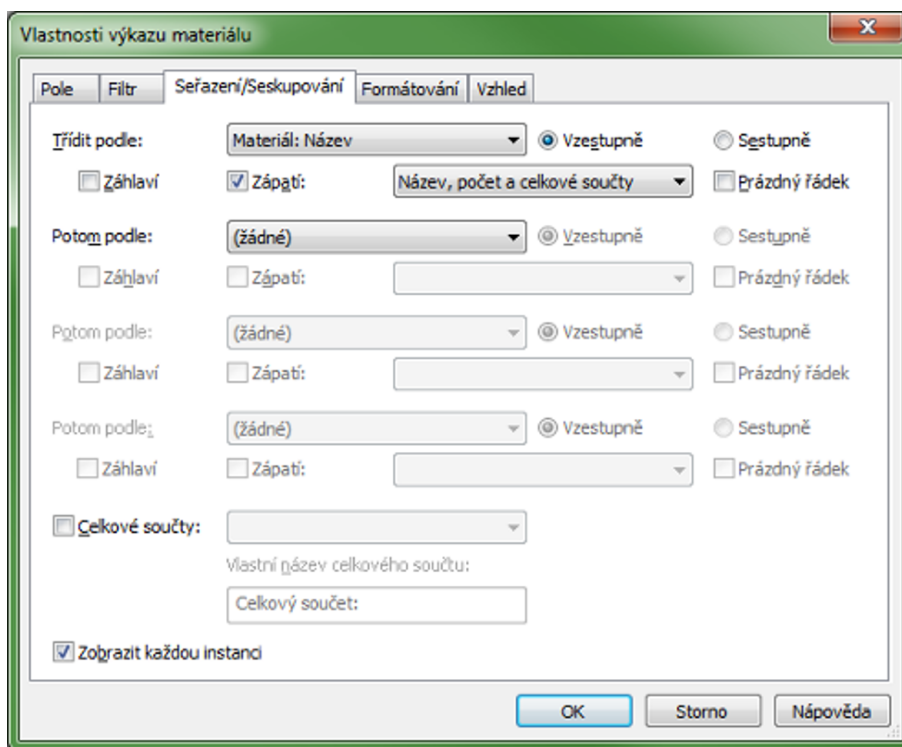 Vlastnosti výkazu materiálu
Pole Filtr Seřazení/Seskupování Formátování Vzhled
Třídit podle: Materiál: Název Vzestupně Sestupně
Záhlaví Zápatí: Název, počet a celkové součty Prázdný řádek
Potom podle: (žádné) Vzestupně Sestupně
Záhlaví Zápatí: Prázdný řádek
Potom podle: (žádné) Vzestupně Sestupně
Záhlaví Zápatí: Prázdný řádek
Potom podle: (žádné) Vzestupně Sestupně
Záhlaví Zápatí: Prázdný řádek
Celkové součty:
Vlastní název celkového součtu:
Celkový součet:
Zobrazit každou instanci
OK Storno Nápověda